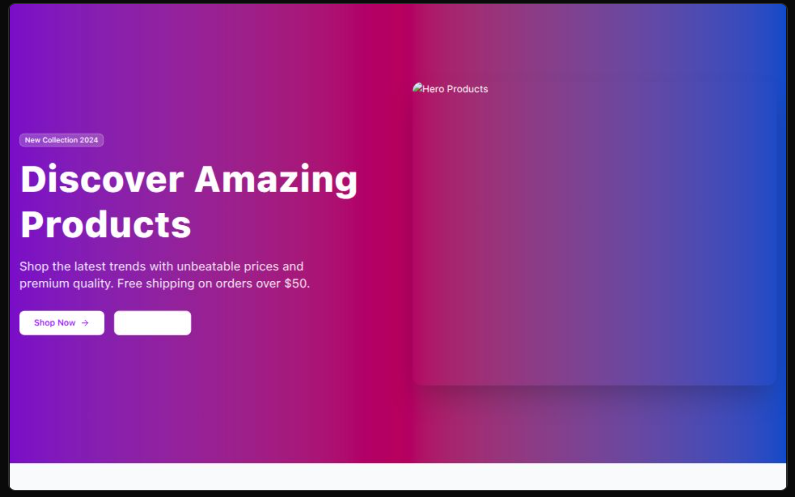 New Collection 2024
Discover Amazing
Products
Shop the latest trends with unbeatable prices and
premium quality. Free shipping on orders over $50.
Shop Now →
Hero Products